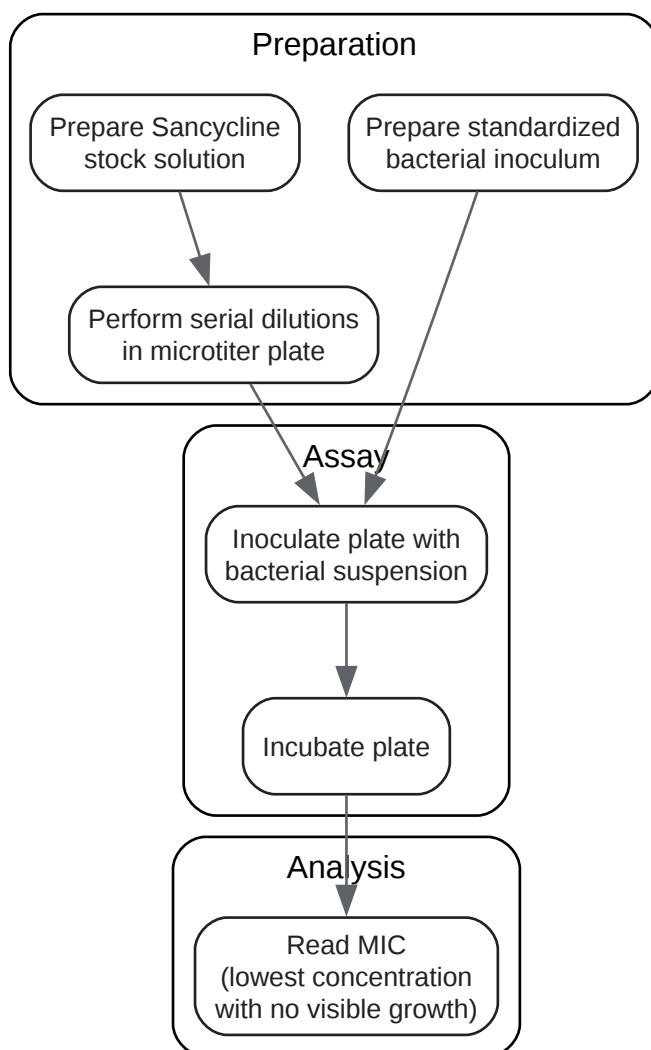 Preparation
Prepare Sancycline
stock solution
Prepare standardized
bacterial inoculum
Perform serial dilutions
in microtiter plate
Assay
Inoculate plate with
bacterial suspension
Incubate plate
Analysis
Read MIC
(lowest concentration
with no visible growth)